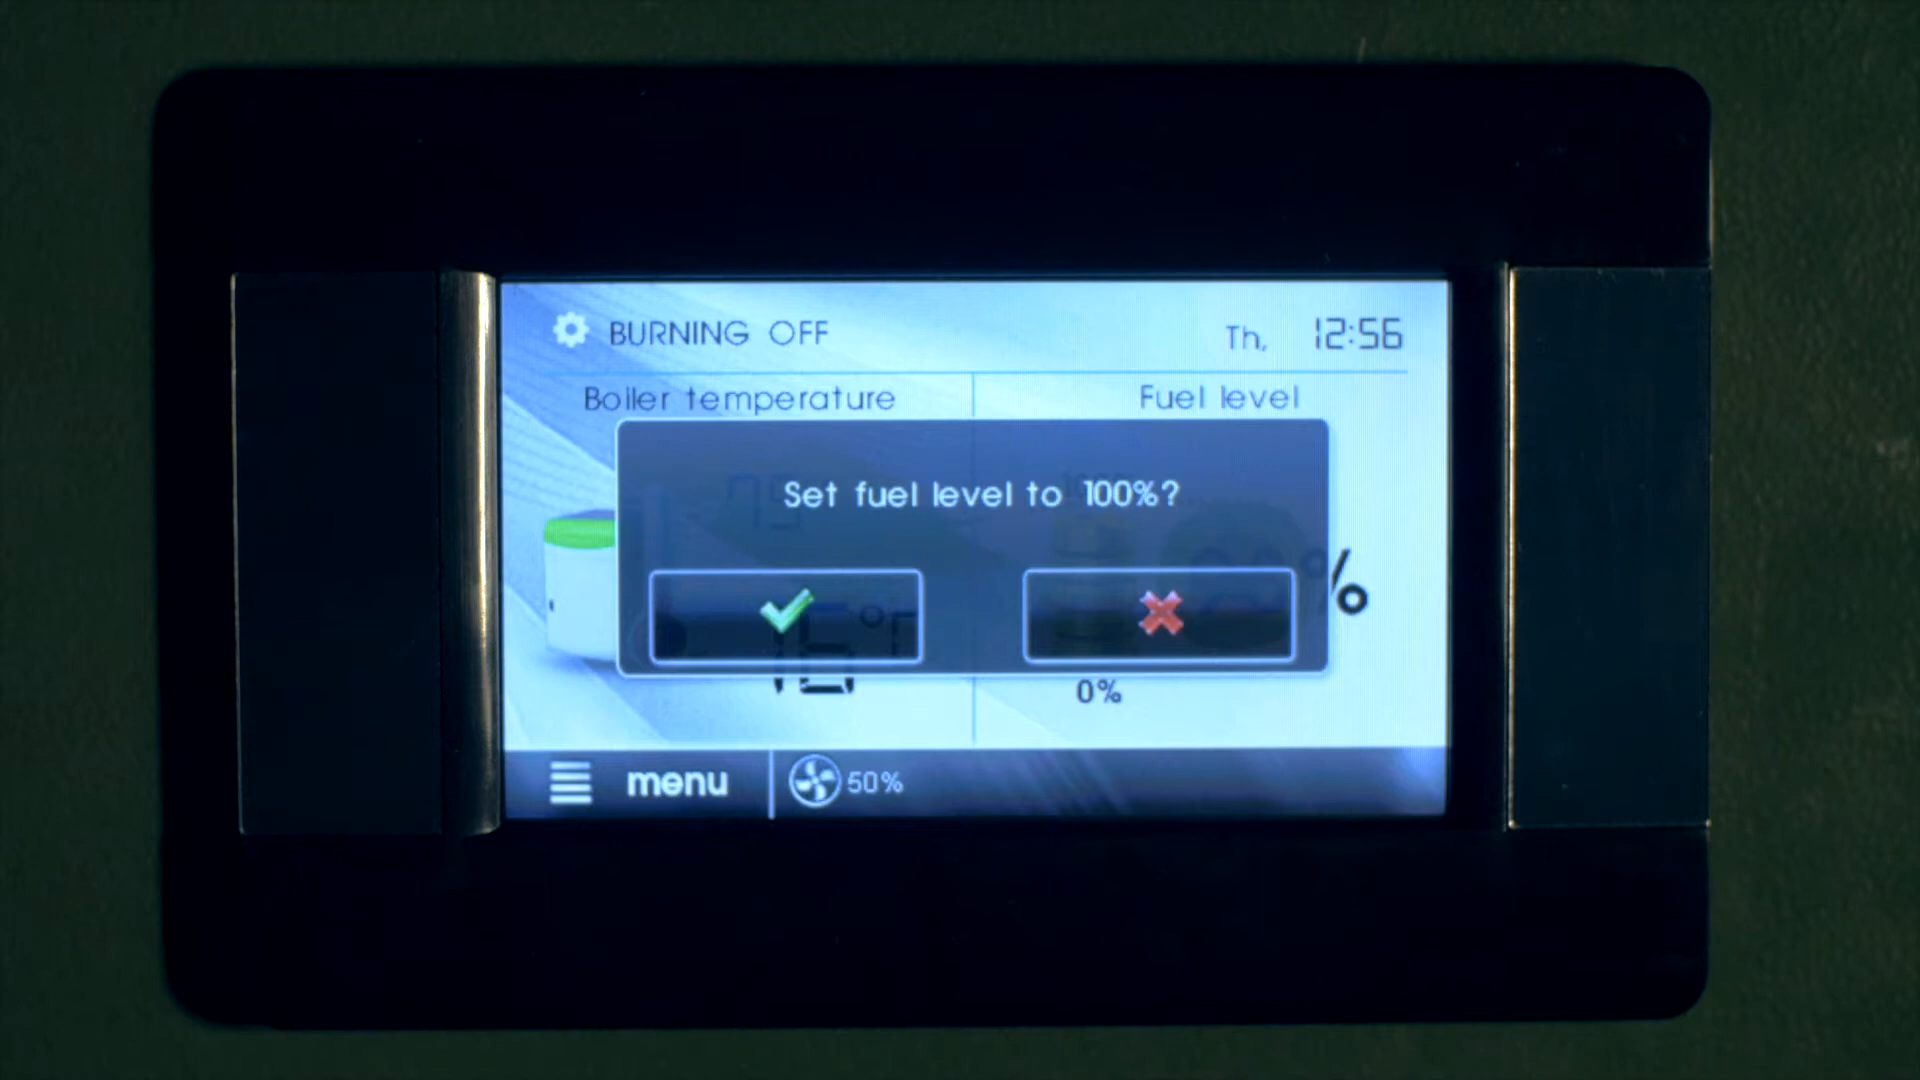 BURNING OFF
Th, 12:56
Boiler temperature
Fuel level
Set fuel level to 100%?
%
0%
menu
50%